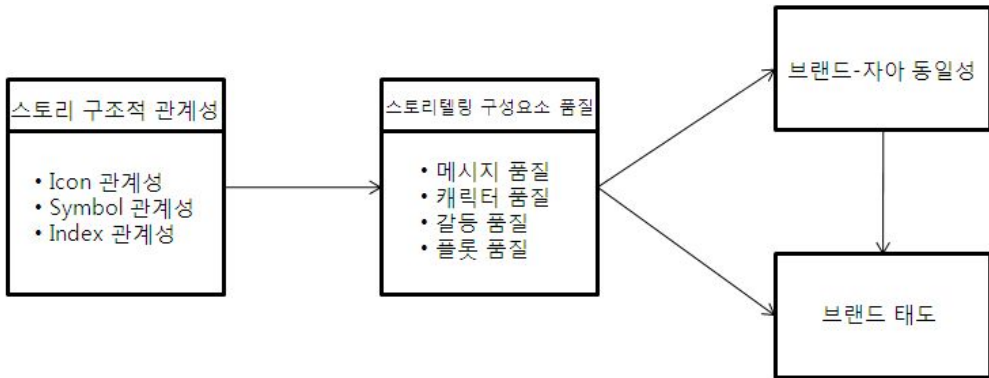 스토리 구조적 관계성
• Icon 관계성
• Symbol 관계성
• Index 관계성
스토리텔링 구성요소 품질
• 메시지 품질
• 캐릭터 품질
• 갈등 품질
• 플롯 품질
브랜드-자아 동일성
브랜드 태도